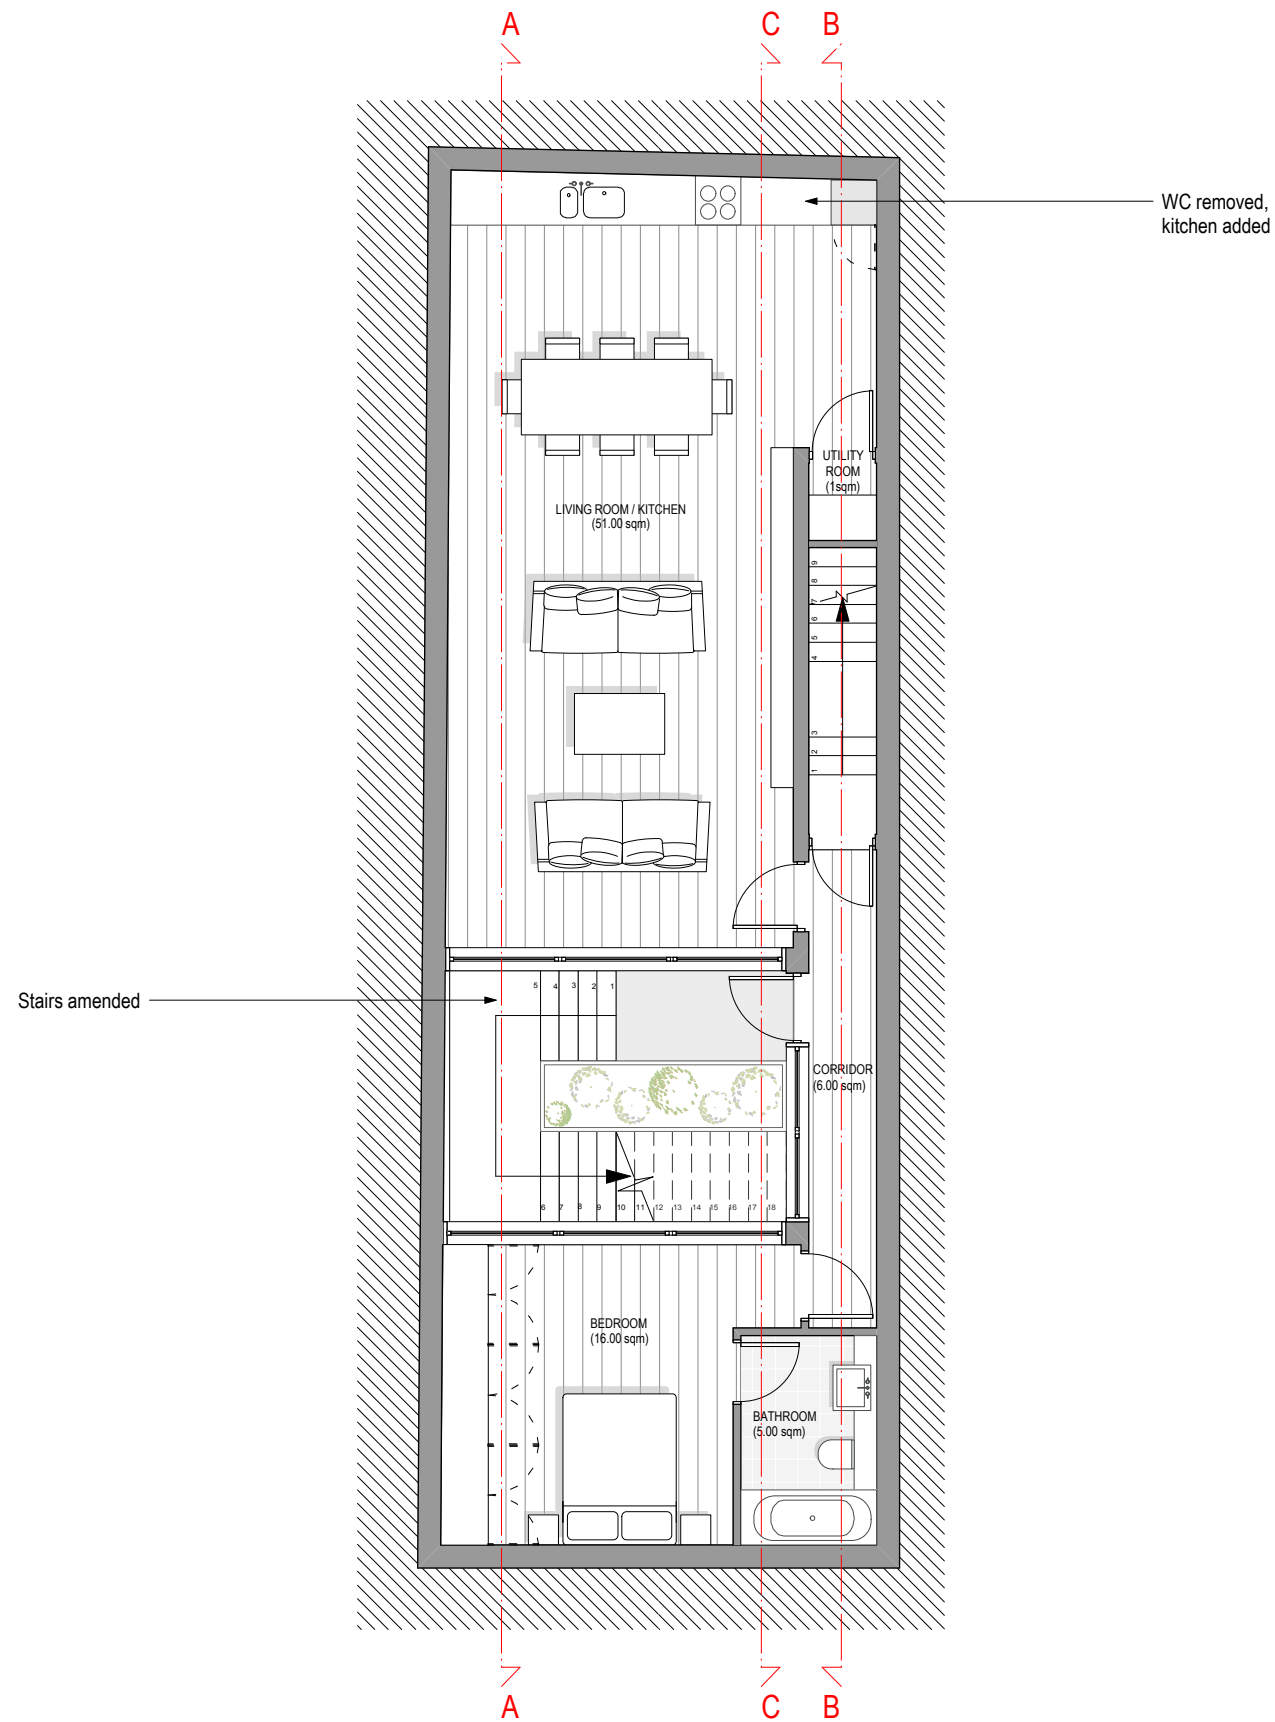 A
C
B
WC removed,
kitchen added
UTILITY
ROOM
(1sqm)
LIVING ROOM / KITCHEN
(51.00 sqm)
9
8
7
6
5
4
3
2
1
Stairs amended
5
4
3
2
1
CORRIDOR
(6.00 sqm)
6
7
8
9
10
11
12
13
14
15
16
17
18
BEDROOM
(16.00 sqm)
BATHROOM
(5.00 sqm)
A
C
B